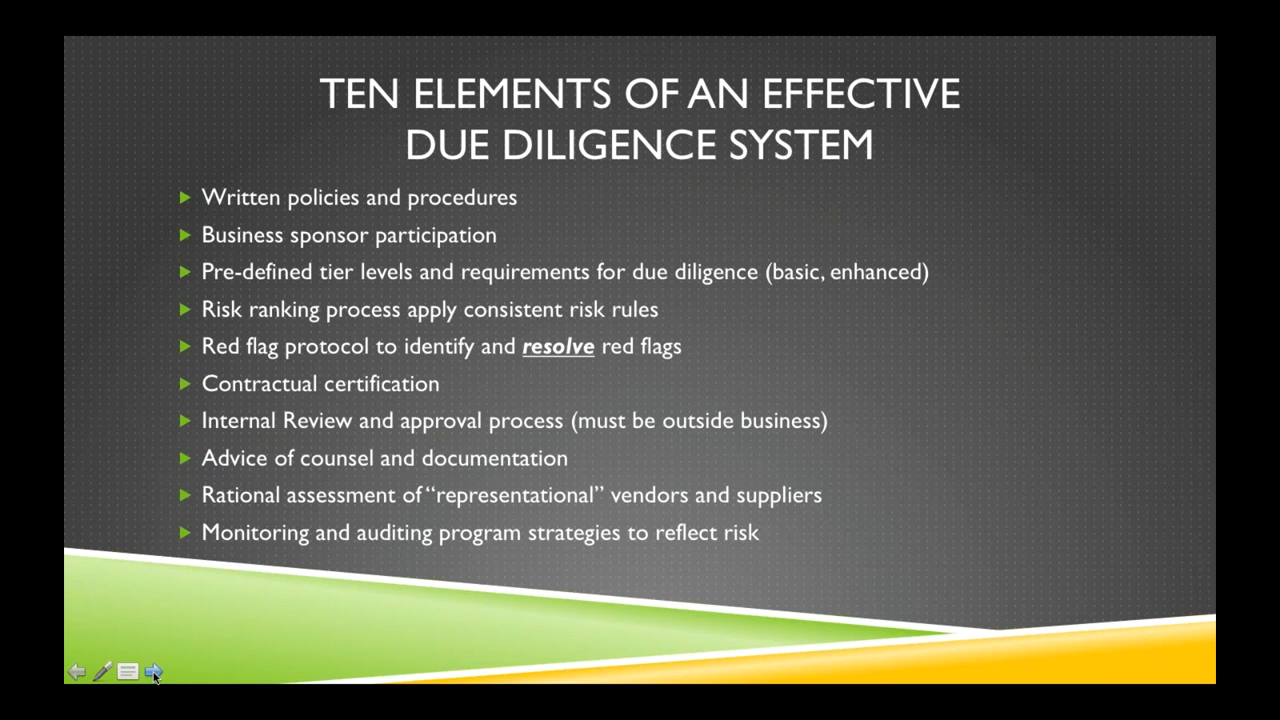 TEN ELEMENTS OF AN EFFECTIVE
DUE DILIGENCE SYSTEM
Written policies and procedures
Business sponsor participation
Pre-defined tier levels and requirements for due diligence (basic, enhanced)
Risk ranking process apply consistent risk rules
Red flag protocol to identify and resolve red flags
Contractual certification
Internal Review and approval process (must be outside business)
Advice of counsel and documentation
Rational assessment of “representational” vendors and suppliers
Monitoring and auditing program strategies to reflect risk